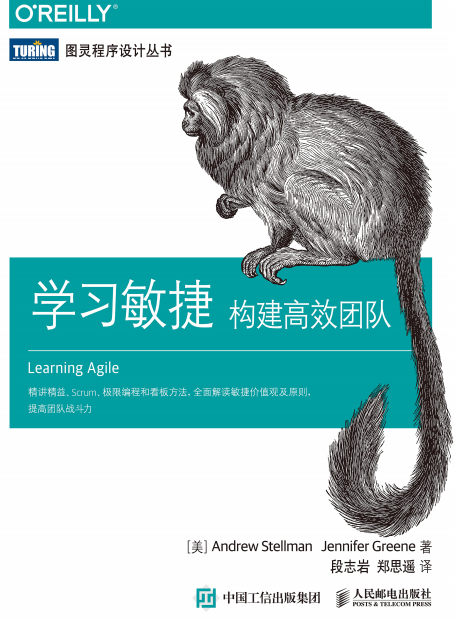 O'REILLY®
TURING 图灵程序设计丛书
学习敏捷 构建高效团队
Learning Agile
精讲精益、Scrum、极限编程和看板方法，全面解读敏捷价值观及原则，
提高团队战斗力
[美] Andrew Stellman Jennifer Greene 著
段志岩 郑思遥 译
中国工信出版集团
人民邮电出版社
POSTS & TELECOM PRESS